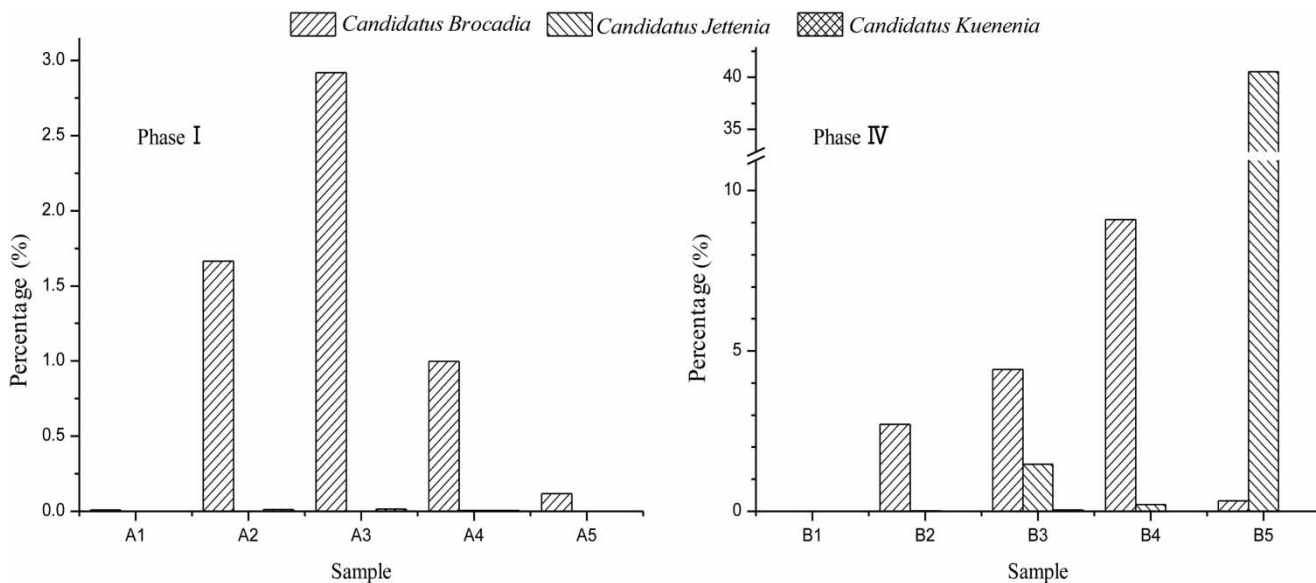 Candidatus Brocadia Candidatus Jettenia Candidatus Kuenenia
Phase I
Percentage (%)
3.0
2.5
2.0
1.5
1.0
0.5
0.0
A1 A2 A3 A4 A5
Sample
Phase IV
Percentage (%)
40
35
10
5
0
B1 B2 B3 B4 B5
Sample